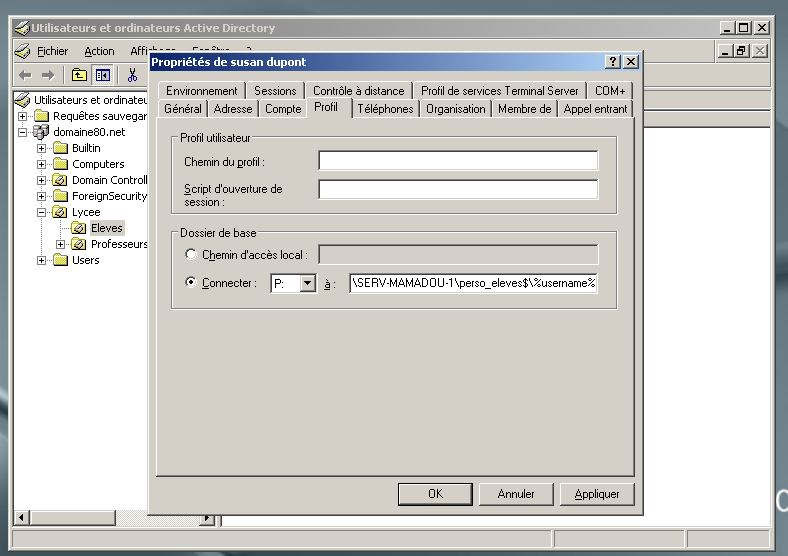 Utilisateurs et ordinateurs Active Directory
Fichier Action
Propriétés de susan dupont
Environnement Sessions Contrôle à distance Profil de services Terminal Server COM+
Général Adresse Compte Profil Téléphones Organisation Membre de Appel entrant
Utilisateurs et ordinateu
Requêtes sauvegar
domaine80.net
Builtin
Computers
Domain Controll
ForeignSecurity
Lycee
Eleves
Professeurs
Users
Profil utilisateur
Chemin du profil :
Script d'ouverture de
session :
Dossier de base
Chemin d'accès local :
Connecter : P: à : \SERV-MAMADOU-1\perso_eleves$\%username%
OK Annuler Appliquer